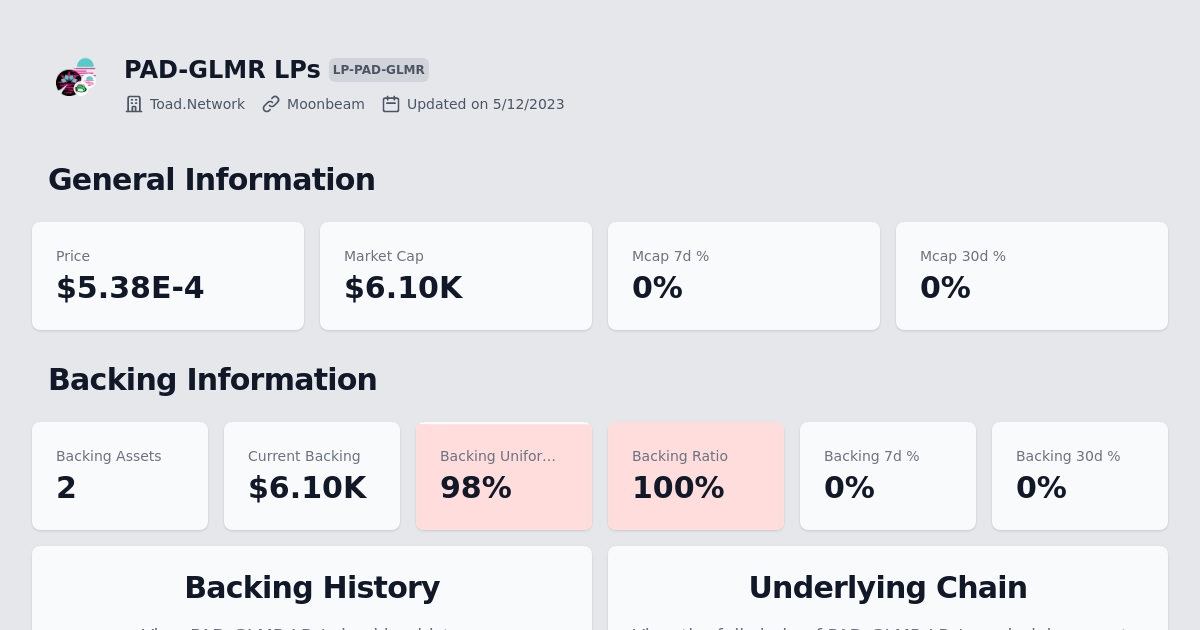 PAD-GLMR LPs LP-PAD-GLMR
Toad.Network Moonbeam Updated on 5/12/2023
General Information
Price Market Cap Mcap 7d % Mcap 30d %
$5.38E-4 $6.10K 0% 0%
Backing Information
Backing Assets Current Backing Backing Unifor... Backing Ratio Backing 7d % Backing 30d %
2 $6.10K 98% 100% 0% 0%
Backing History Underlying Chain